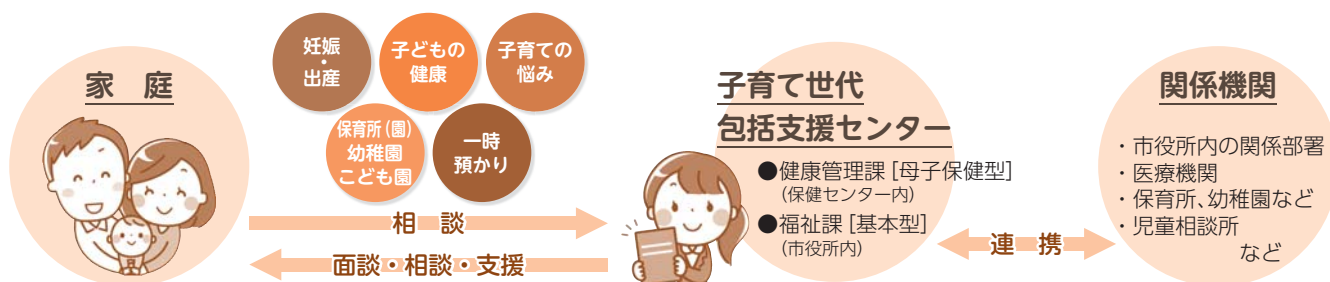 家　庭
妊娠
・
出産
子どもの
健康
子育ての
悩み
保育所(園)
幼稚園
こども園
一時
預かり
相　談
面談・相談・支援
子育て世代
包括支援センター
●健康管理課［母子保健型］
(保健センター内)
●福祉課［基本型］
(市役所内)
連　携
関係機関
・市役所内の関係部署
・医療機関
・保育所、幼稚園など
・児童相談所
など